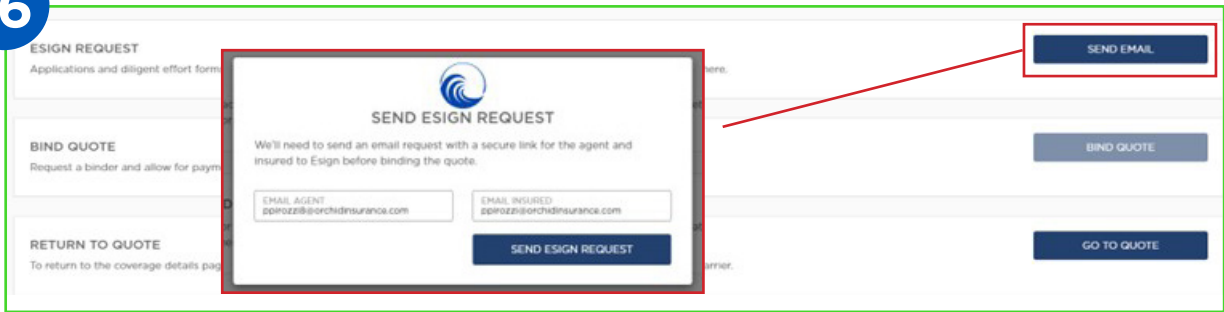 6
ESIGN REQUEST
SEND EMAIL
Applications and diligent effort form
here.
SEND ESIGN REQUEST
We'll need to send an email request with a secure link for the agent and
insured to Esign before binding the quote.
BIND QUOTE
BIND QUOTE
Request a binder and allow for paym
EMAIL AGENT
EMAIL INSURED
ppirozzi@orchidinsurance.com
SEND ESIGN REQUEST
RETURN TO QUOTE
GO TO QUOTE
To return to the coverage details pag
arrier.